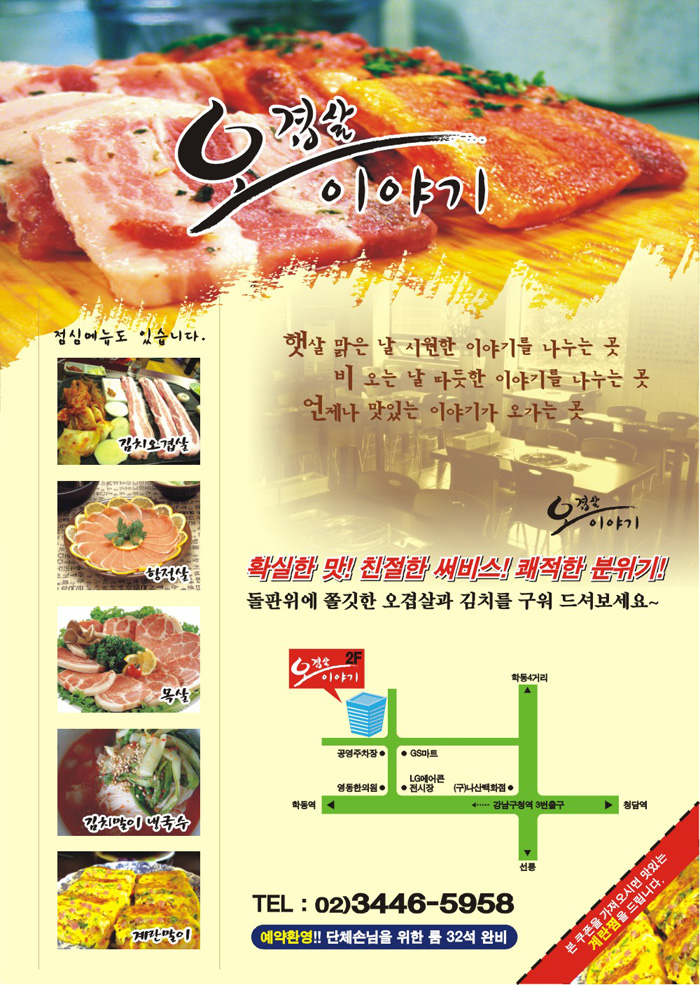 오겹살
이야기
점심메뉴도 있습니다.
김치오겹살
항정살
목살
김치말이 냉국수
계란말이
햇살 맑은 날 시원한 이야기를 나누는 곳
비 오는 날 따듯한 이야기를 나누는 곳
언제나 맛있는 이야기가 오가는 곳
오겹살
이야기
확실한 맛! 친절한 써비스! 쾌적한 분위기!
돌판위에 쫄깃한 오겹살과 김치를 구워 드셔보세요~
오겹살 2F
이야기
학동4거리
공영주차장
GS마트
영동한의원
LG에어콘
전시장
(구)나산백화점
학동역
강남구청역 3번출구
청담역
선릉
TEL : 02)3446-5958
예약환영!! 단체손님을 위한 룸 32석 완비
본 쿠폰을 가져오시면 맛있는
계란찜을 드립니다.